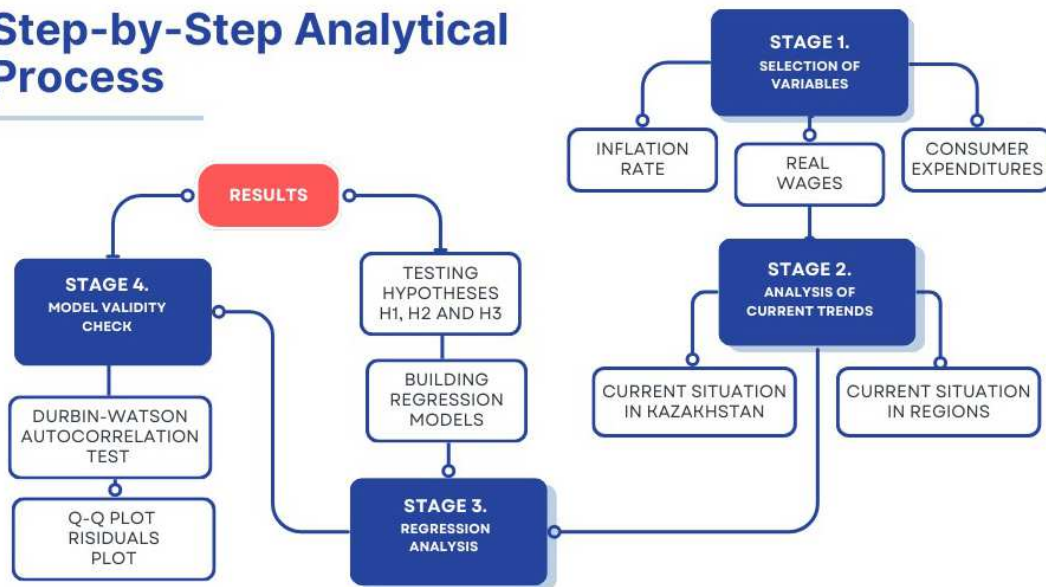 Step-by-Step Analytical
Process
STAGE 1.
SELECTION OF
VARIABLES
INFLATION
RATE
REAL
WAGES
CONSUMER
EXPENDITURES
STAGE 2.
ANALYSIS OF
CURRENT TRENDS
CURRENT SITUATION
IN KAZAKHSTAN
CURRENT SITUATION
IN REGIONS
STAGE 3.
REGRESSION
ANALYSIS
BUILDING
REGRESSION
MODELS
TESTING
HYPOTHESES
H1, H2 AND H3
RESULTS
STAGE 4.
MODEL VALIDITY
CHECK
DURBIN-WATSON
AUTOCORRELATION
TEST
Q-Q PLOT
RISIDUALS
PLOT